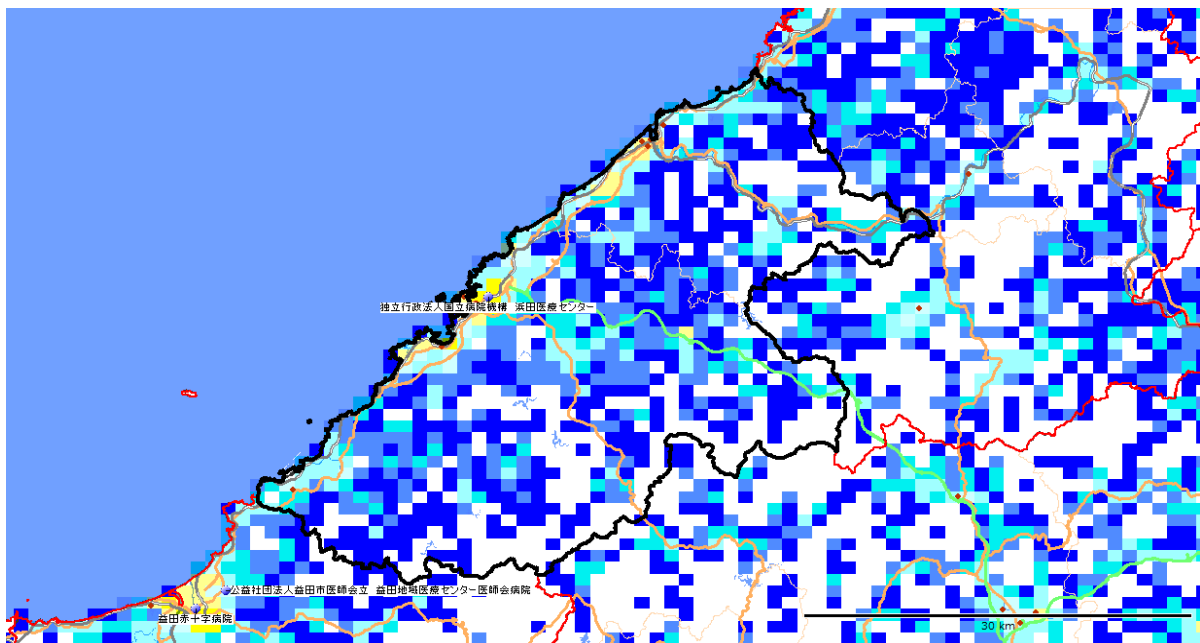 独立行政法人国立病院機構 浜田医療センター
公益社団法人益田市医師会立 益田地域医療センター医師会病院
益田赤十字病院
30 km